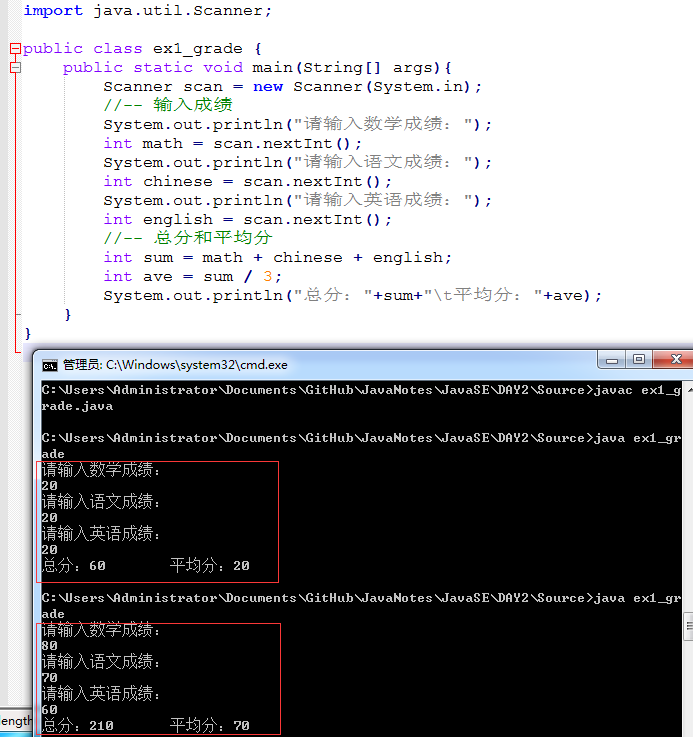 import java.util.Scanner;
public class ex1_grade {
public static void main(String[] args){
Scanner scan = new Scanner(System.in);
//-- 输入成绩
System.out.println("请输入数学成绩：");
int math = scan.nextInt();
System.out.println("请输入语文成绩：");
int chinese = scan.nextInt();
System.out.println("请输入英语成绩：");
int english = scan.nextInt();
//-- 总分和平均分
int sum = math + chinese + english;
int ave = sum / 3;
System.out.println("总分："+sum+"\t平均分："+ave);
}
}
管理员: C:\Windows\system32\cmd.exe
C:\Users\Administrator\Documents\GitHub\JavaNotes\JavaSE\DAY2\Source>javac ex1_g
rade.java
C:\Users\Administrator\Documents\GitHub\JavaNotes\JavaSE\DAY2\Source>java ex1_gr
ade
请输入数学成绩：
20
请输入语文成绩：
20
请输入英语成绩：
20
总分：60 平均分：20
C:\Users\Administrator\Documents\GitHub\JavaNotes\JavaSE\DAY2\Source>java ex1_gr
ade
请输入数学成绩：
80
请输入语文成绩：
70
请输入英语成绩：
60
length
总分：210 平均分：70